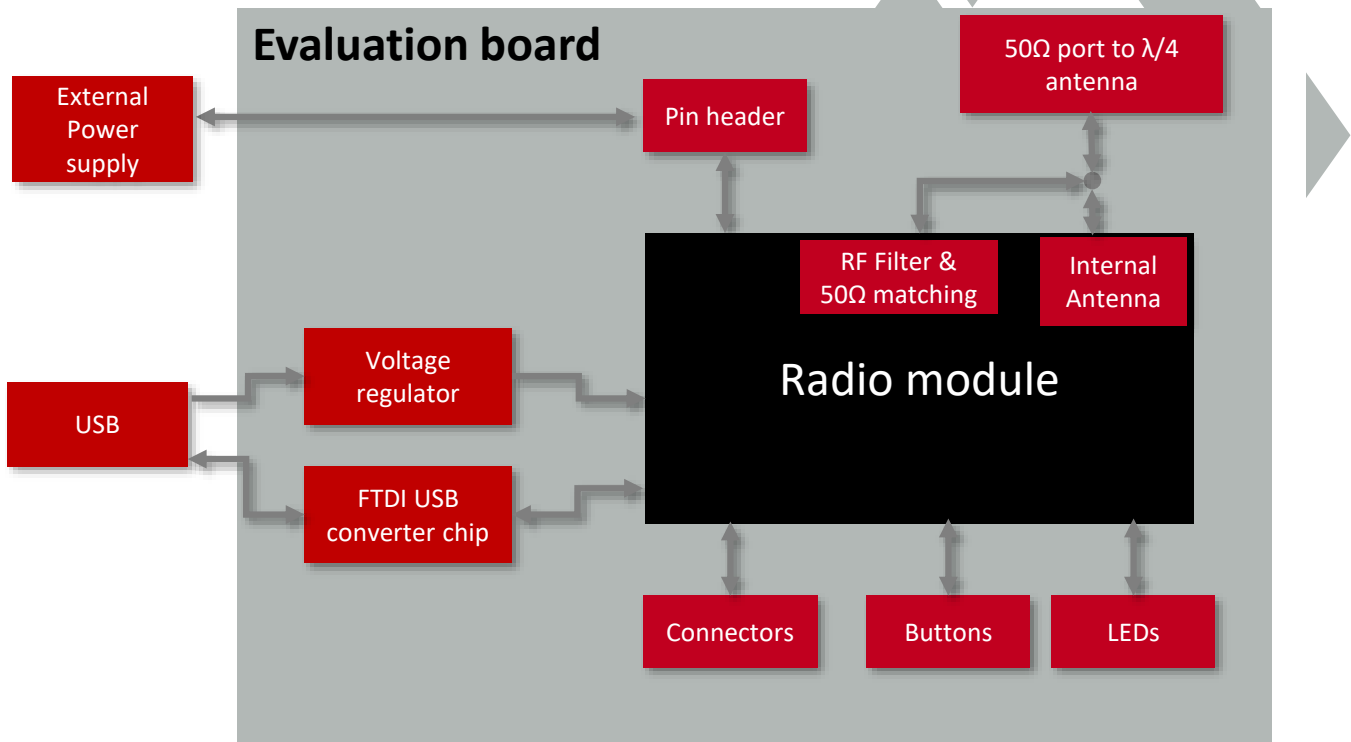 Evaluation board
50Ω port to λ/4
antenna
External
Power
supply
Pin header
RF Filter &
50Ω matching
Internal
Antenna
Voltage
regulator
Radio module
USB
FTDI USB
converter chip
Connectors
Buttons
LEDs